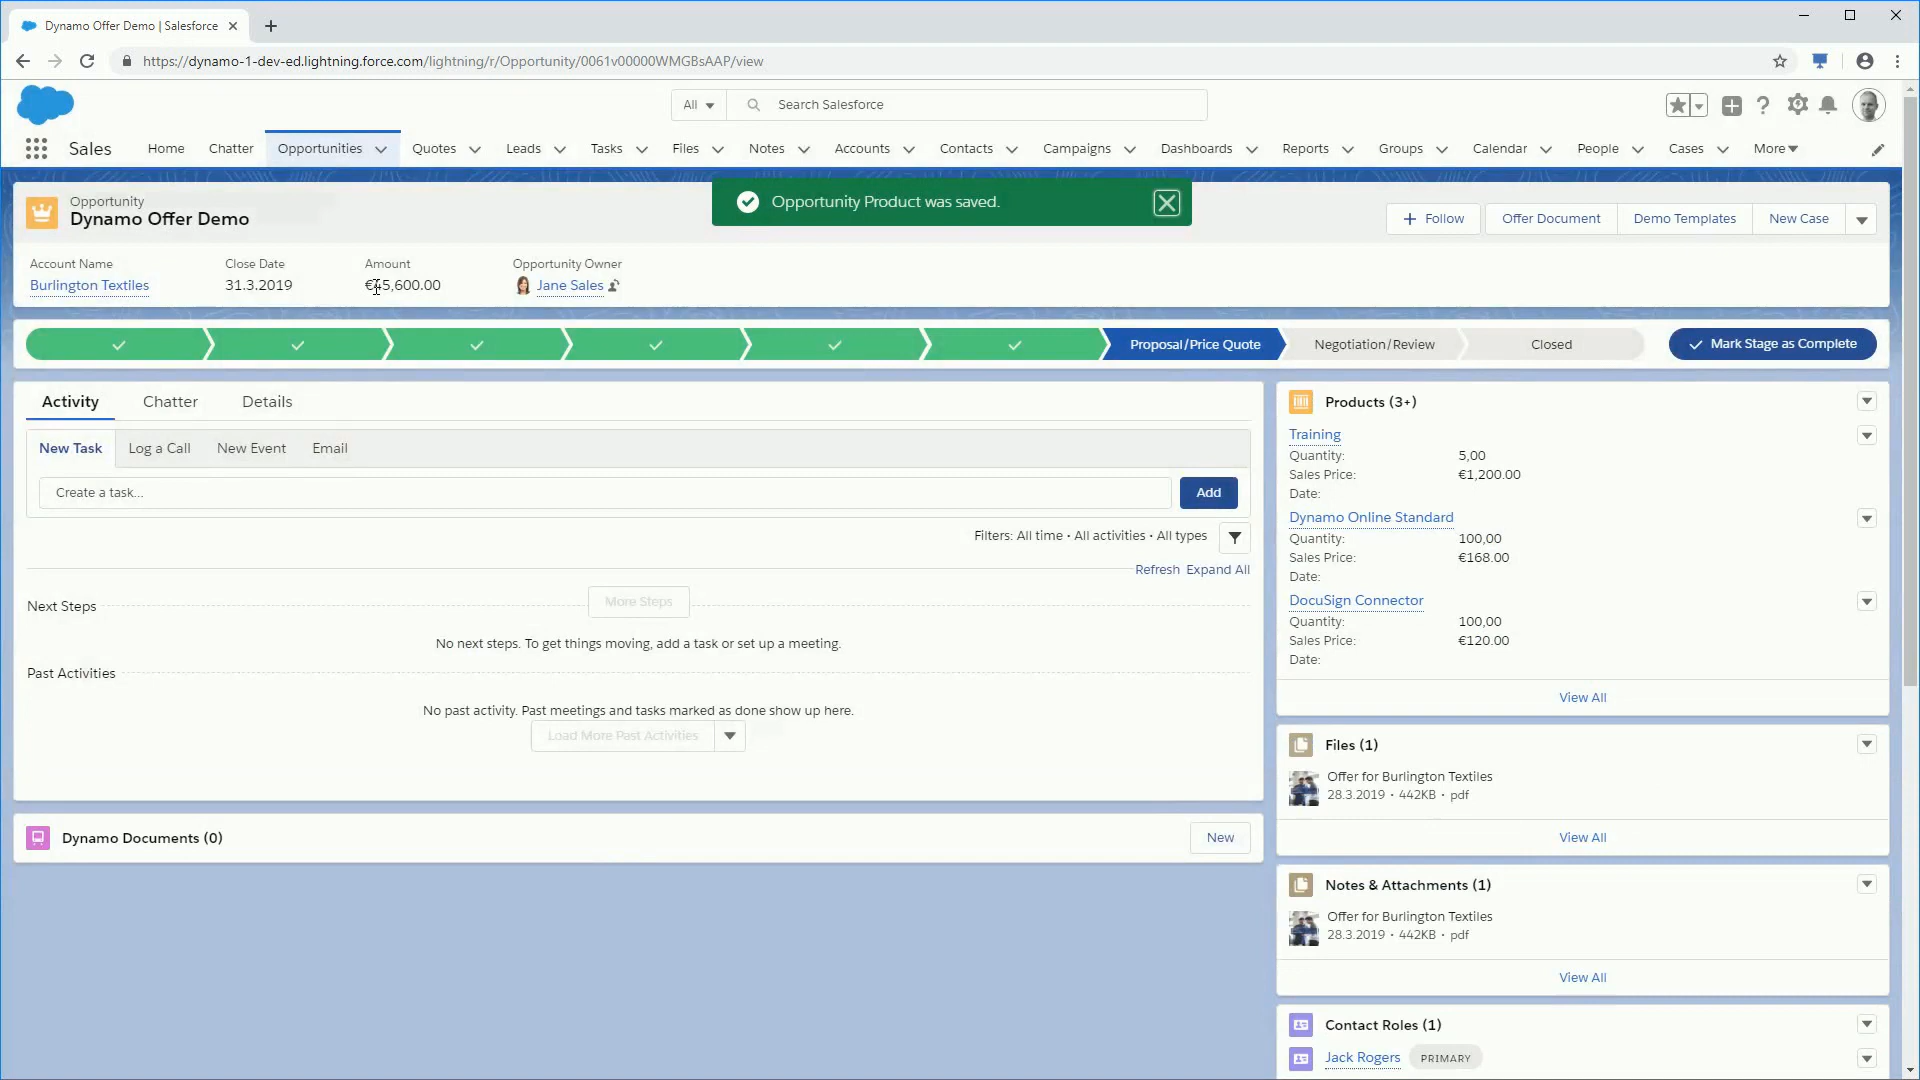 Dynamo Offer Demo | Salesforce
https://dynamo-1-dev-ed.lightning.force.com/lightning/r/Opportunity/0061v00000WMGBsAAP/view
All
Search Salesforce
Sales
Home
Chatter
Opportunities
Quotes
Leads
Tasks
Files
Notes
Accounts
Contacts
Campaigns
Dashboards
Reports
Groups
Calendar
People
Cases
More
Opportunity
Dynamo Offer Demo
Opportunity Product was saved.
Follow
Offer Document
Demo Templates
New Case
Account Name
Burlington Textiles
Close Date
31.3.2019
Amount
€45,600.00
Opportunity Owner
Jane Sales
Proposal/Price Quote
Negotiation/Review
Closed
Mark Stage as Complete
Activity
Chatter
Details
New Task
Log a Call
New Event
Email
Create a task...
Add
Filters: All time • All activities • All types
Refresh
Expand All
Next Steps
More Steps
No next steps. To get things moving, add a task or set up a meeting.
Past Activities
No past activity. Past meetings and tasks marked as done show up here.
Load More Past Activities
Dynamo Documents (0)
New
Products (3+)
Training
Quantity: 5,00
Sales Price: €1,200.00
Date:
Dynamo Online Standard
Quantity: 100,00
Sales Price: €168.00
Date:
DocuSign Connector
Quantity: 100,00
Sales Price: €120.00
Date:
View All
Files (1)
Offer for Burlington Textiles
28.3.2019 • 442KB • pdf
View All
Notes & Attachments (1)
Offer for Burlington Textiles
28.3.2019 • 442KB • pdf
View All
Contact Roles (1)
Jack Rogers
PRIMARY